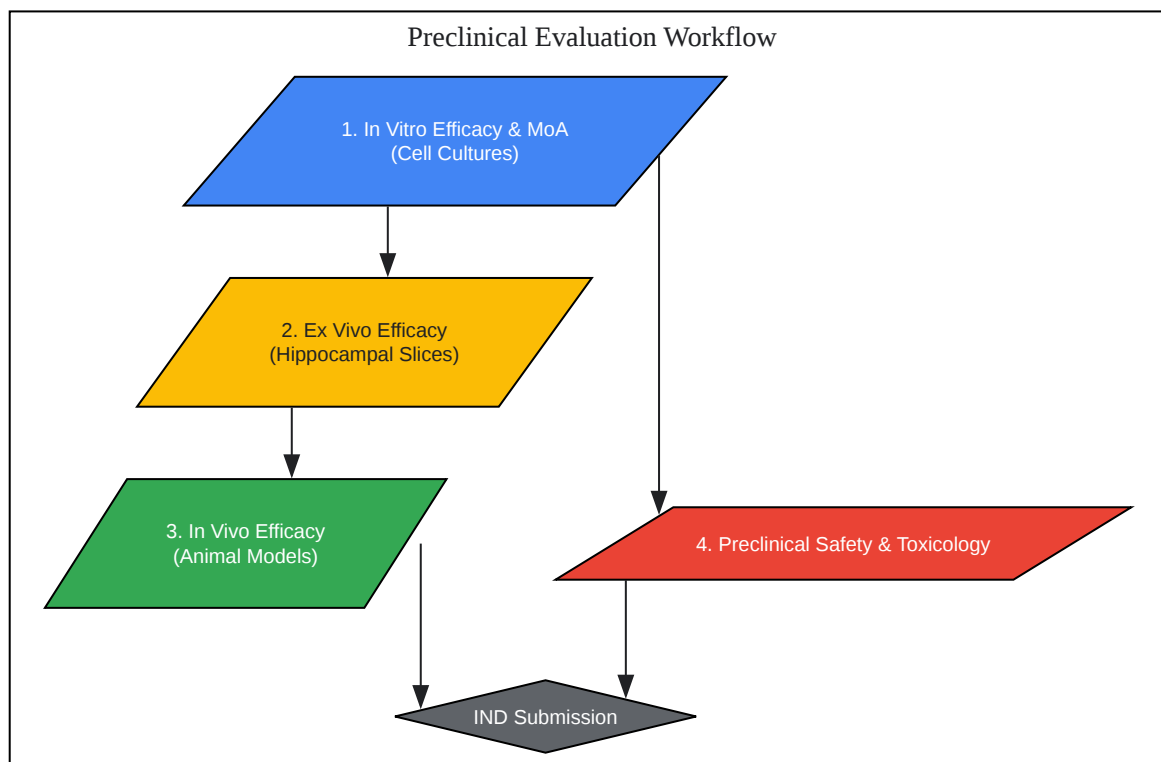 Preclinical Evaluation Workflow
1. In Vitro Efficacy & MoA
(Cell Cultures)
2. Ex Vivo Efficacy
(Hippocampal Slices)
3. In Vivo Efficacy
(Animal Models)
4. Preclinical Safety & Toxicology
IND Submission